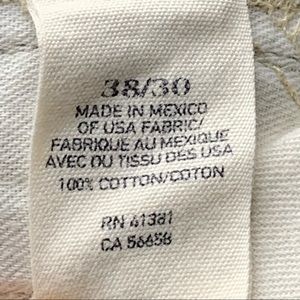 38/30
MADE IN MEXICO
OF USA FABRIC/
FABRIQUE AU MEXIQUE
AVEC DU TISSU DES USA
100% COTTON/COTON
RN 41381
CA 56658